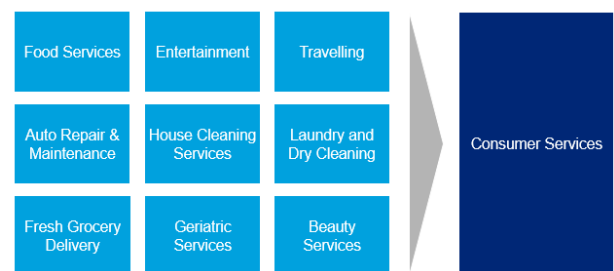 Food Services
Entertainment
Travelling
Auto Repair &
Maintenance
House Cleaning
Services
Laundry and
Dry Cleaning
Fresh Grocery
Delivery
Geriatric
Services
Beauty
Services
Consumer Services